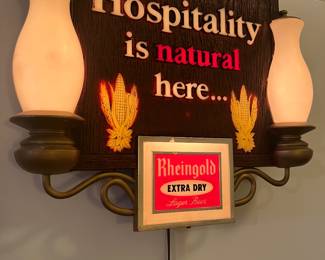 Hospitality
is natural
here...
Rheingold
EXTRA DRY
Lager Beer